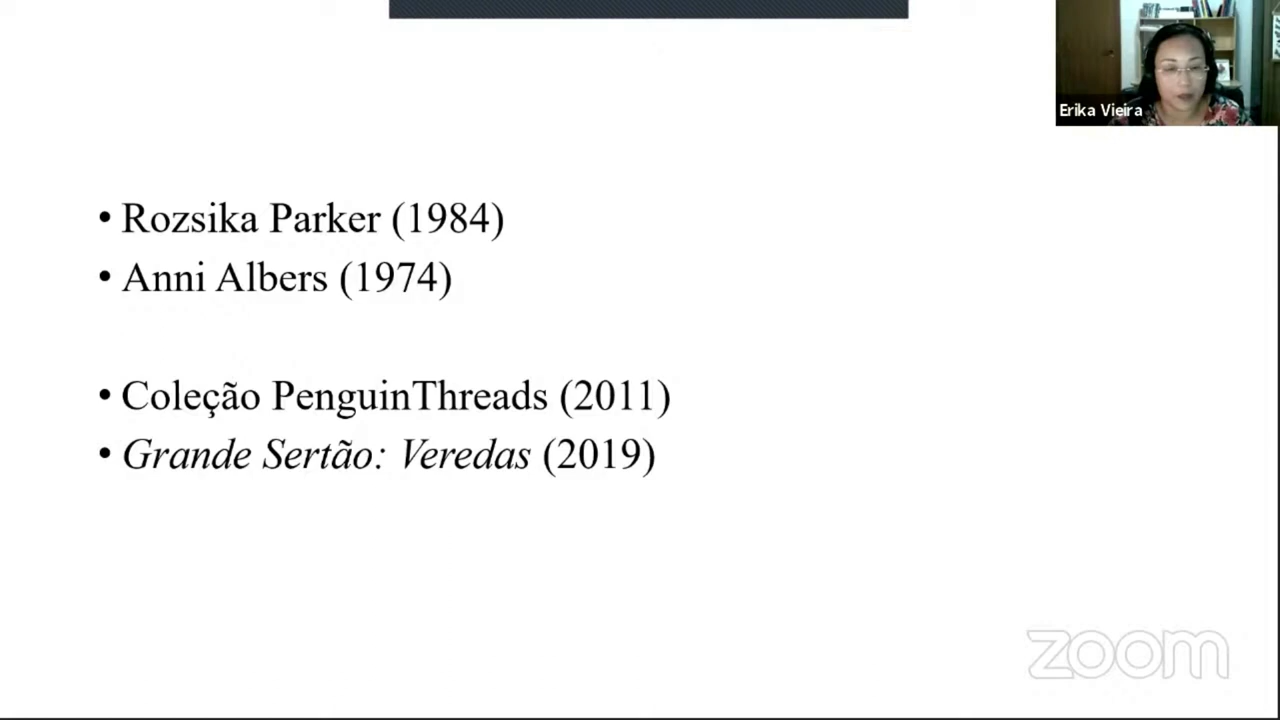 Erika Vieira
• Rozsika Parker (1984)
• Anni Albers (1974)
• Coleção PenguinThreads (2011)
• Grande Sertão: Veredas (2019)
zoom